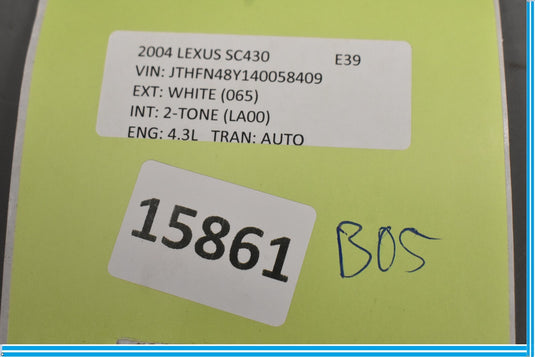 2004 LEXUS SC430 E39
VIN: JTHFN48Y140058409
EXT: WHITE (065)
INT: 2-TONE (LA00)
ENG: 4.3L TRAN: AUTO
15861
B05